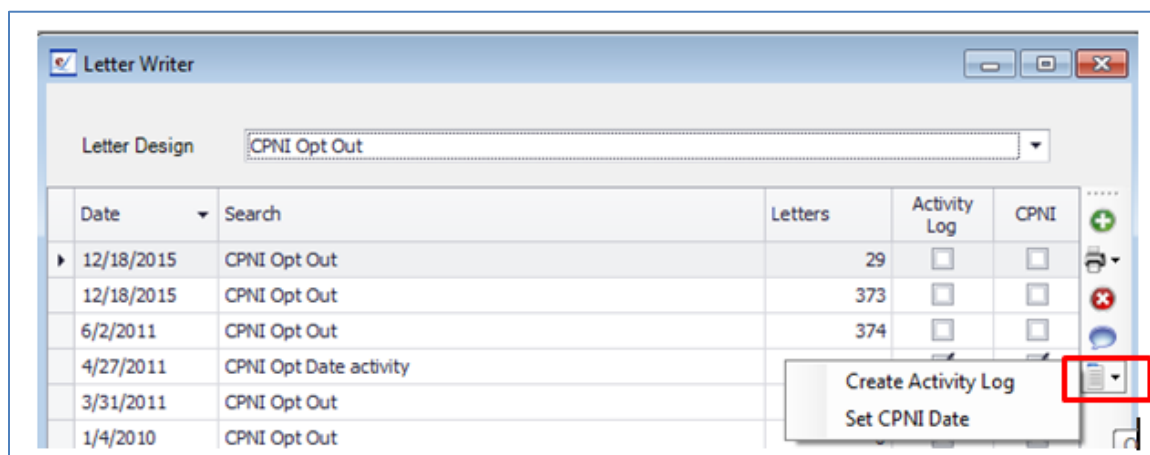 Letter Writer
Letter Design CPNI Opt Out
Date Search Letters Activity Log CPNI
12/18/2015 CPNI Opt Out 29
12/18/2015 CPNI Opt Out 373
6/2/2011 CPNI Opt Out 374
4/27/2011 CPNI Opt Date activity
Create Activity Log
3/31/2011 CPNI Opt Out
Set CPNI Date
1/4/2010 CPNI Opt Out